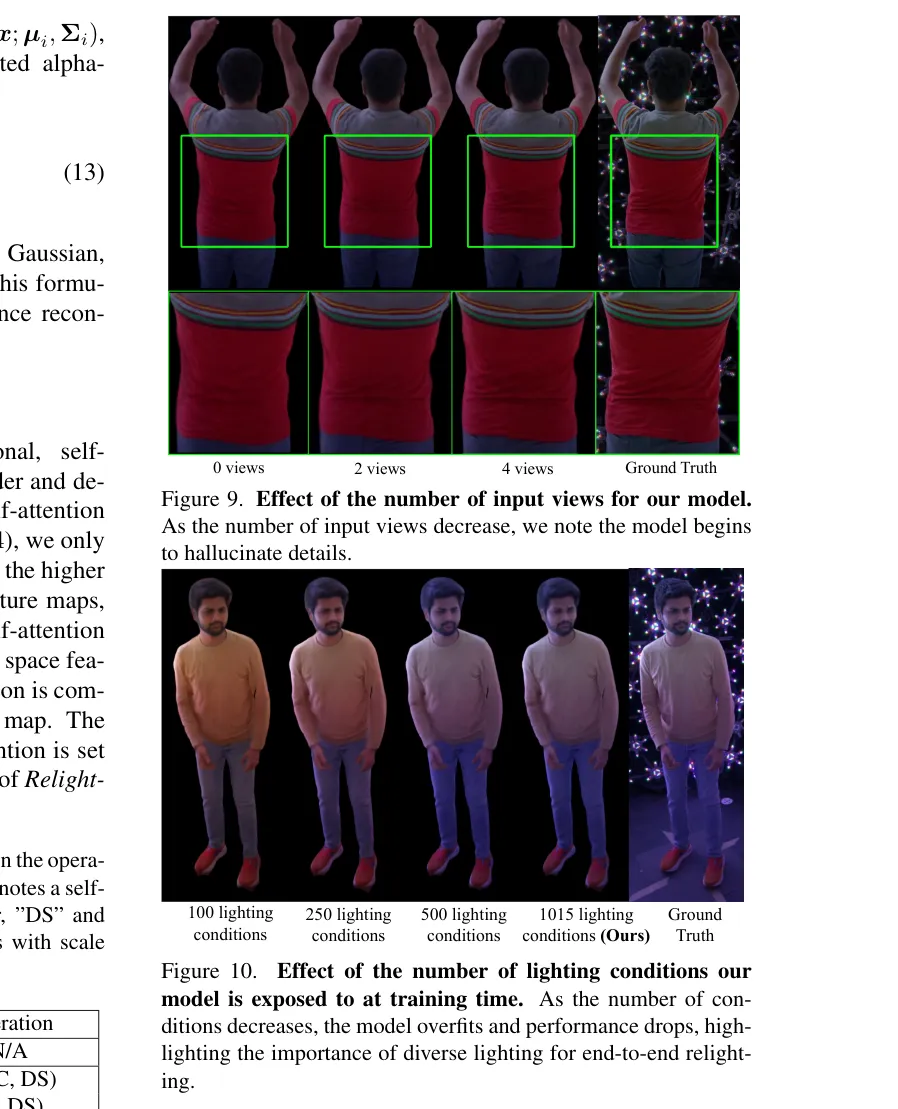 x; μi, Σi),
ted alpha-
(13)
Gaussian,
his formu-
nce recon-
onal, self-
der and de-
lf-attention
4), we only
the higher
ture maps,
lf-attention
space fea-
on is com-
map. The
ntion is set
of Relight-
n the opera-
notes a self-
r, ”DS” and
s with scale
eration
N/A
C, DS)
, DS)
0 views
2 views
4 views
Ground Truth
Figure 9. Effect of the number of input views for our model.
As the number of input views decrease, we note the model begins
to hallucinate details.
100 lighting
conditions
250 lighting
conditions
500 lighting
conditions
1015 lighting
conditions (Ours)
Ground
Truth
Figure 10. Effect of the number of lighting conditions our
model is exposed to at training time. As the number of con-
ditions decreases, the model overfits and performance drops, high-
lighting the importance of diverse lighting for end-to-end relight-
ing.